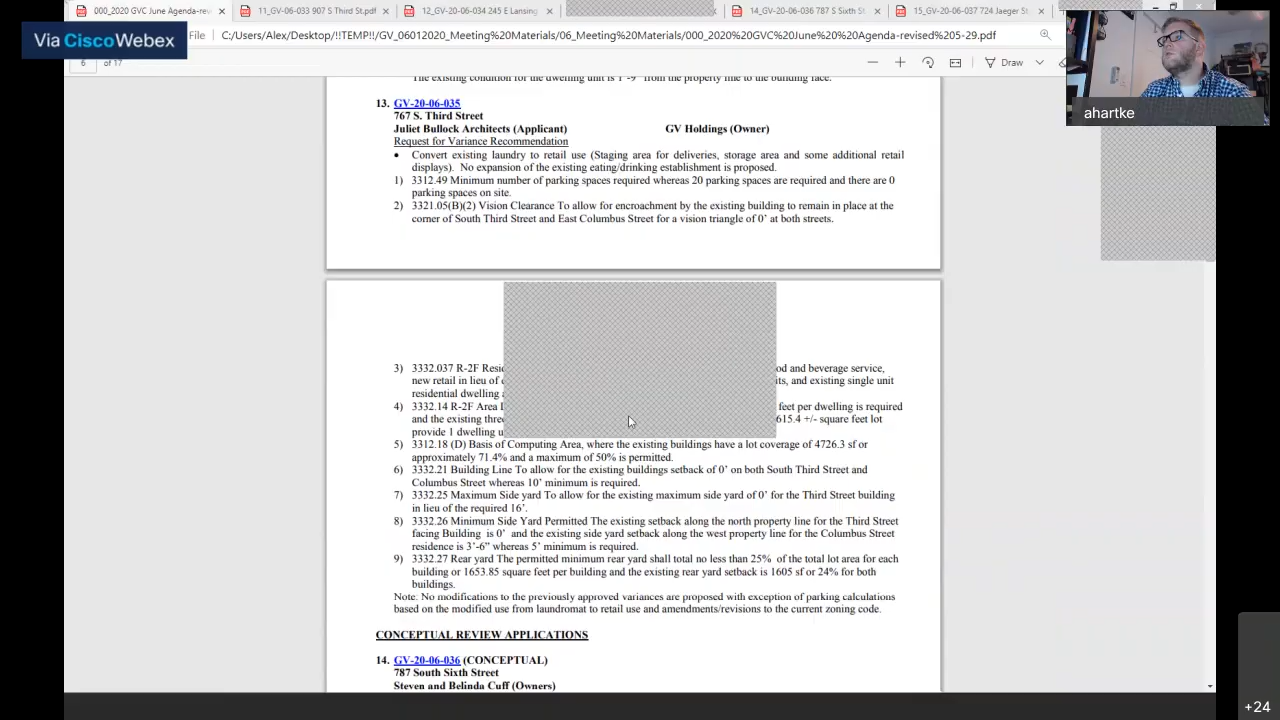 000_2020 GVC June Agenda-rev
11_GV-06-033 907 S Third St.pdf
12_GV-20-06-034 245 E Lansing
14_GV-20-06-036 787 S Sixth St
15_GV-20-06-037 724 Jaeger St
Via CiscoWebex
File C:/Users/Alex/Desktop/!!TEMP!!/GV_06012020_Meeting%20Materials/06_Meeting%20Materials/000_2020%20GVC%20June%20%20Agenda-revised%205-29.pdf
6 of 17
Draw
ahartke
The existing condition for the dwelling unit is 1'-9" from the property line to the building face.
13. GV-20-06-035
767 S. Third Street
Juliet Bullock Architects (Applicant) GV Holdings (Owner)
Request for Variance Recommendation
• Convert existing laundry to retail use (Staging area for deliveries, storage area and some additional retail
displays). No expansion of the existing eating/drinking establishment is proposed.
1) 3312.49 Minimum number of parking spaces required whereas 20 parking spaces are required and there are 0
parking spaces on site.
2) 3321.05(B)(2) Vision Clearance To allow for encroachment by the existing building to remain in place at the
corner of South Third Street and East Columbus Street for a vision triangle of 0' at both streets.
3) 3332.037 R-2F od and beverage service,
new retail in lieu of and existing single unit
residential dwelling
4) 3332.14 R-2F Area feet per dwelling is required
and the existing 615.4 +/- square feet lot
provide 1 dwelling
5) 3312.18 (D) Basis of Computing Area, where the existing buildings have a lot coverage of 4726.3 sf or
approximately 71.4% and a maximum of 50% is permitted.
6) 3332.21 Building Line To allow for the existing buildings setback of 0' on both South Third Street and
Columbus Street whereas 10' minimum is required.
7) 3332.25 Maximum Side yard To allow for the existing maximum side yard of 0' for the Third Street building
in lieu of the required 16'.
8) 3332.26 Minimum Side Yard Permitted The existing setback along the north property line for the Third Street
facing Building is 0' and the existing side yard setback along the west property line for the Columbus Street
residence is 3'-6" whereas 5' minimum is required.
9) 3332.27 Rear yard The permitted minimum rear yard shall total no less than 25% of the total lot area for each
building or 1653.85 square feet per building and the existing rear yard setback is 1605 sf or 24% for both
buildings.
Note. No modifications to the previously approved variances are proposed with exception of parking calculations
based on the modified use from laundromat to retail use and amendments/revisions to the current zoning code.
CONCEPTUAL REVIEW APPLICATIONS
14. GV-20-06-036 (CONCEPTUAL)
787 South Sixth Street
Steven and Belinda Cuff (Owners)
+24